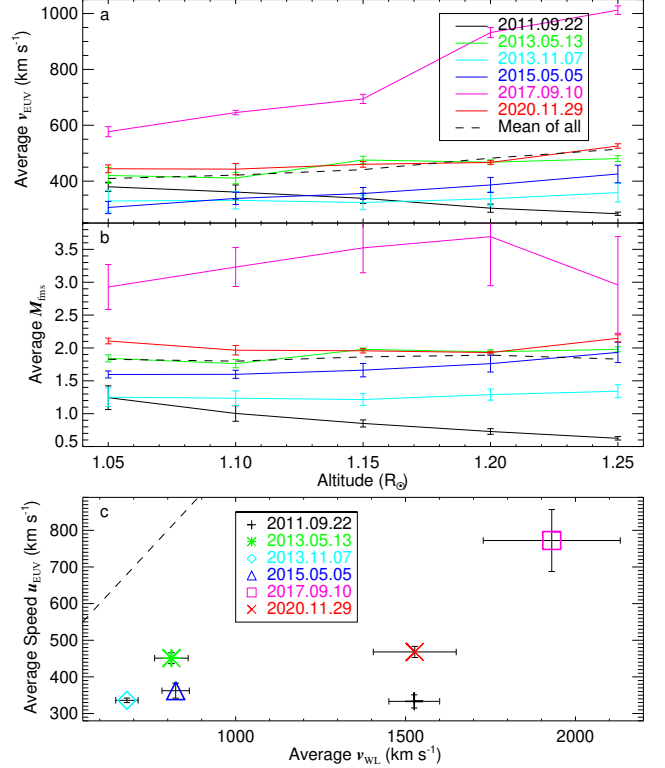 a
1000
800
600
400
Average v_EUV (km s⁻¹)
2011.09.22
2013.05.13
2013.11.07
2015.05.05
2017.09.10
2020.11.29
Mean of all
b
3.5
3.0
2.5
2.0
1.5
1.0
0.5
Average M_fms
1.05 1.10 1.15 1.20 1.25
Altitude (R☉)
c
800
700
600
500
400
300
Average Speed u_EUV (km s⁻¹)
2011.09.22
2013.05.13
2013.11.07
2015.05.05
2017.09.10
2020.11.29
1000 1500 2000
Average v_WL (km s⁻¹)